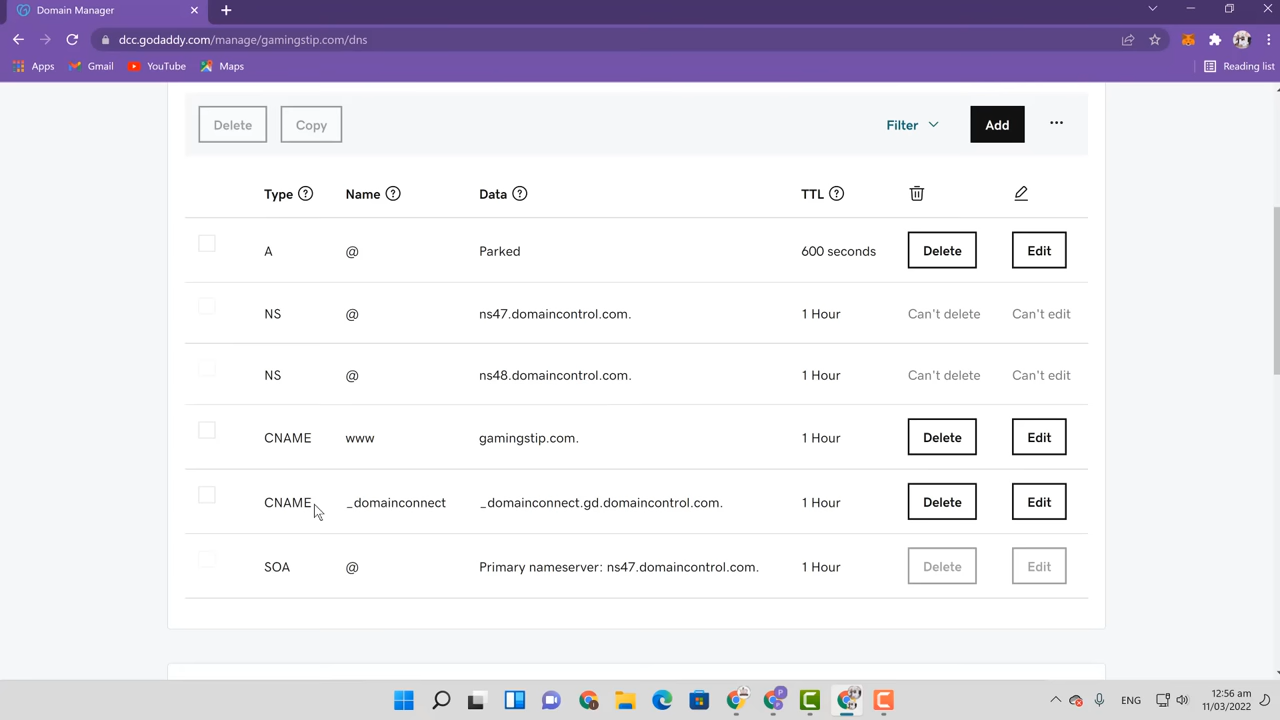 Domain Manager
dcc.godaddy.com/manage/gamingstip.com/dns
Apps Gmail YouTube Maps Reading list
Delete Copy Filter Add ...
Type ? Name ? Data ? TTL ?
A @ Parked 600 seconds Delete Edit
NS @ ns47.domaincontrol.com. 1 Hour Can't delete Can't edit
NS @ ns48.domaincontrol.com. 1 Hour Can't delete Can't edit
CNAME www gamingstip.com. 1 Hour Delete Edit
CNAME _domainconnect _domainconnect.gd.domaincontrol.com. 1 Hour Delete Edit
SOA @ Primary nameserver: ns47.domaincontrol.com. 1 Hour Delete Edit
ENG 12:56 am
11/03/2022